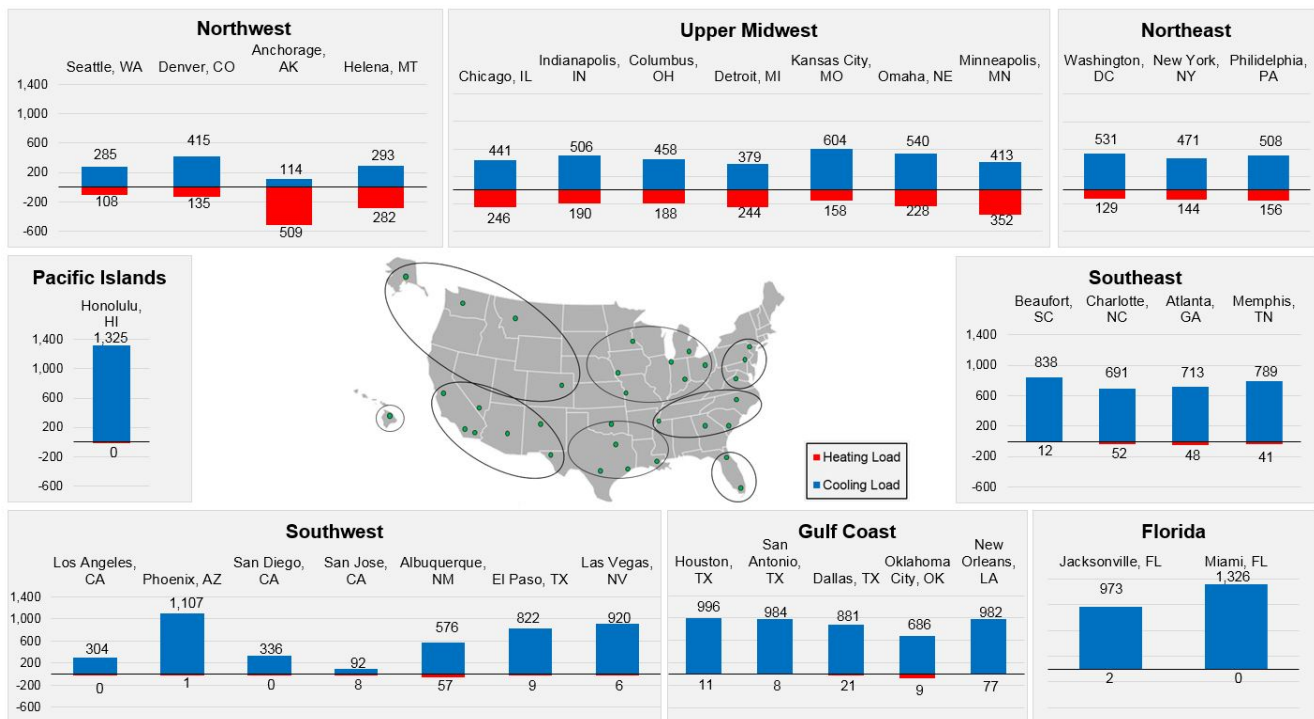 Northwest
Seattle, WA
Denver, CO
Anchorage,
AK
Helena, MT
1,400
1,000
600
200
-200
-600
285
415
114
293
108
135
509
282
Upper Midwest
Chicago, IL
Indianapolis,
IN
Columbus,
OH
Detroit, MI
Kansas City,
MO
Omaha, NE
Minneapolis,
MN
441
506
458
379
604
540
413
246
190
188
244
158
228
352
Northeast
Washington,
DC
New York,
NY
Philidelphia,
PA
531
471
508
129
144
156
Pacific Islands
Honolulu,
HI
1,325
1,400
1,000
600
200
-200
-600
0
Heating Load
Cooling Load
Southeast
Beaufort,
SC
Charlotte,
NC
Atlanta,
GA
Memphis,
TN
1,400
1,000
600
200
-200
-600
838
691
713
789
12
52
48
41
Southwest
Los Angeles,
CA
Phoenix, AZ
San Diego,
CA
San Jose,
CA
Albuquerque,
NM
El Paso, TX
Las Vegas,
NV
1,400
1,000
600
200
-200
-600
304
1,107
336
92
576
822
920
0
1
0
8
57
9
6
Gulf Coast
Houston,
TX
San
Antonio,
TX
Dallas, TX
Oklahoma
City, OK
New
Orleans,
LA
996
984
881
686
982
11
8
21
9
77
Florida
Jacksonville, FL
Miami, FL
973
1,326
2
0